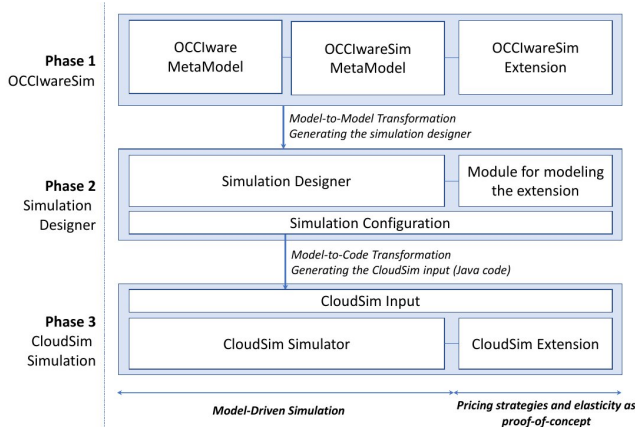 Phase 1
OCCIwareSim
OCCIware
MetaModel
OCCIwareSim
MetaModel
OCCIwareSim
Extension
Model-to-Model Transformation
Generating the simulation designer
Phase 2
Simulation
Designer
Simulation Designer
Module for modeling
the extension
Simulation Configuration
Model-to-Code Transformation
Generating the CloudSim input (Java code)
Phase 3
CloudSim
Simulation
CloudSim Input
CloudSim Simulator
CloudSim Extension
Model-Driven Simulation
Pricing strategies and elasticity as
proof-of-concept